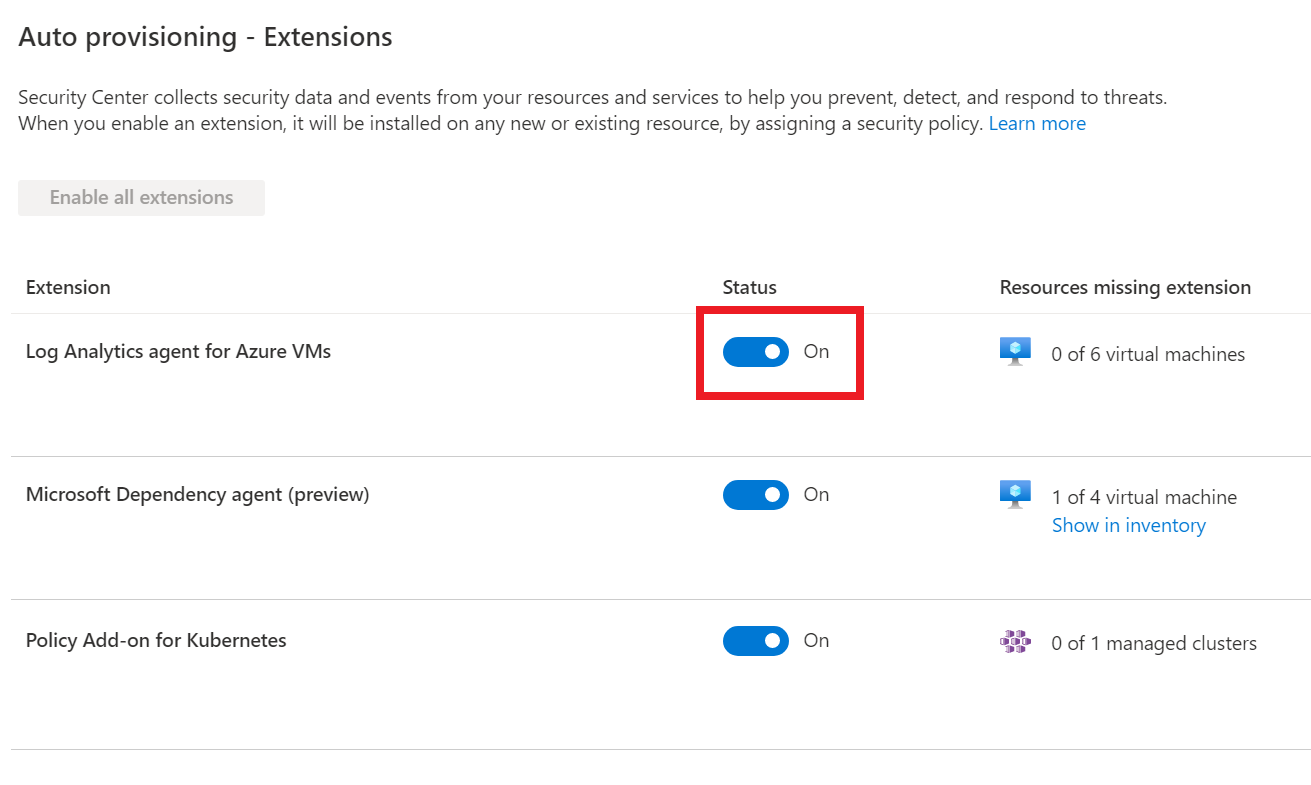 Auto provisioning - Extensions
Security Center collects security data and events from your resources and services to help you prevent, detect, and respond to threats.
When you enable an extension, it will be installed on any new or existing resource, by assigning a security policy. Learn more
Enable all extensions
Extension Status Resources missing extension
Log Analytics agent for Azure VMs On 0 of 6 virtual machines
Microsoft Dependency agent (preview) On 1 of 4 virtual machine
Show in inventory
Policy Add-on for Kubernetes On 0 of 1 managed clusters